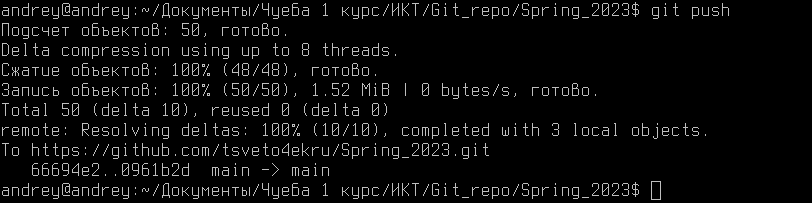 andrey@andrey:~/Документы/Чуеба 1 курс/ИКТ/Git_repo/Spring_2023$ git push
Подсчет объектов: 50, готово.
Delta compression using up to 8 threads.
Сжатие объектов: 100% (48/48), готово.
Запись объектов: 100% (50/50), 1.52 MiB | 0 bytes/s, готово.
Total 50 (delta 10), reused 0 (delta 0)
remote: Resolving deltas: 100% (10/10), completed with 3 local objects.
To https://github.com/tsveto4ekru/Spring_2023.git
   66694e2..0961b2d  main -> main
andrey@andrey:~/Документы/Чуеба 1 курс/ИКТ/Git_repo/Spring_2023$